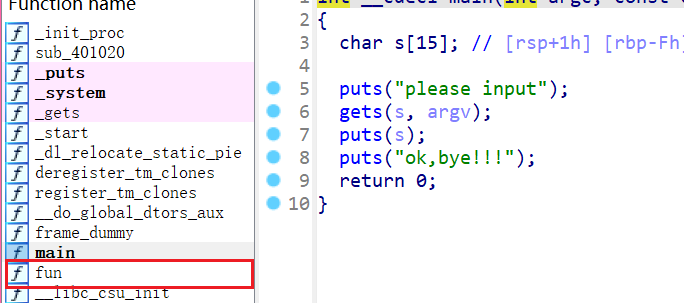 Function name
_init_proc
sub_401020
_puts
_system
_gets
_start
_dl_relocate_static_pie
deregister_tm_clones
register_tm_clones
__do_global_dtors_aux
frame_dummy
main
fun
__libc_csu_init
1 int __cdecl main(int argc, const c
2 {
3 char s[15]; // [rsp+1h] [rbp-Fh]
4
5 puts("please input");
6 gets(s, argv);
7 puts(s);
8 puts("ok,bye!!!");
9 return 0;
10 }